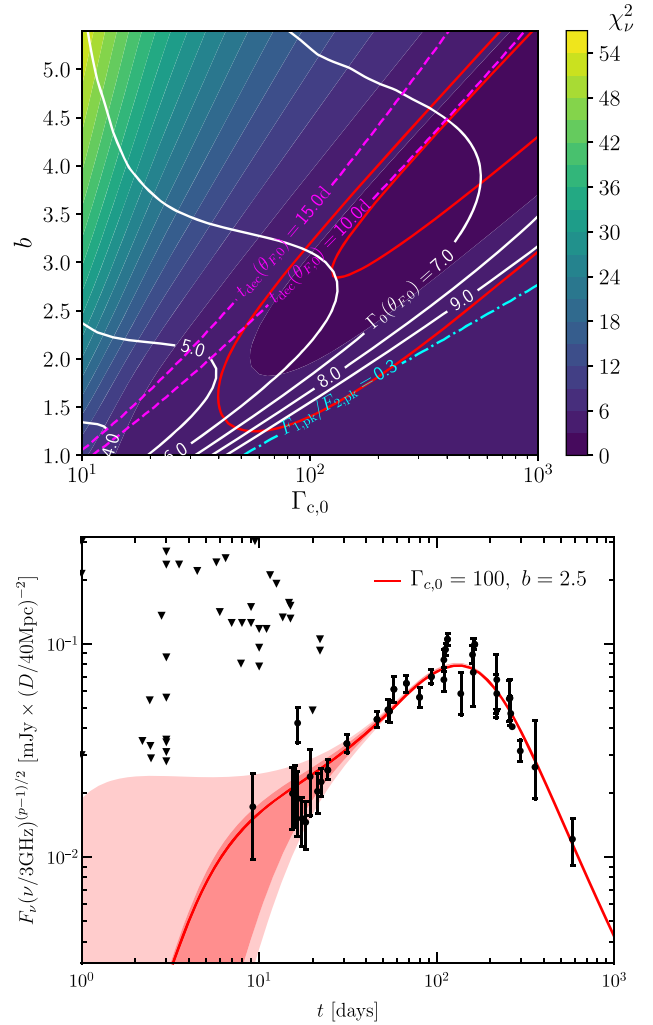 χ²_ν
5.0
4.5
4.0
3.5
3.0
2.5
2.0
1.5
1.0
b
54
48
42
36
30
24
18
12
6
0
t_dec(θ_F,0) = 15.0d
t_dec(θ_F,0) = 10.0d
Γ_0(θ_F,0) = 7.0
5.0
9.0
8.0
4.0
6.0
F_1,pk/F_2,pk = 0.3
10¹ 10² 10³
Γ_c,0
Γ_c,0 = 100, b = 2.5
F_ν(ν/3GHz)^(p−1)/2 [mJy × (D/40Mpc)^−2]
10⁻¹
10⁻²
10⁰ 10¹ 10² 10³
t [days]